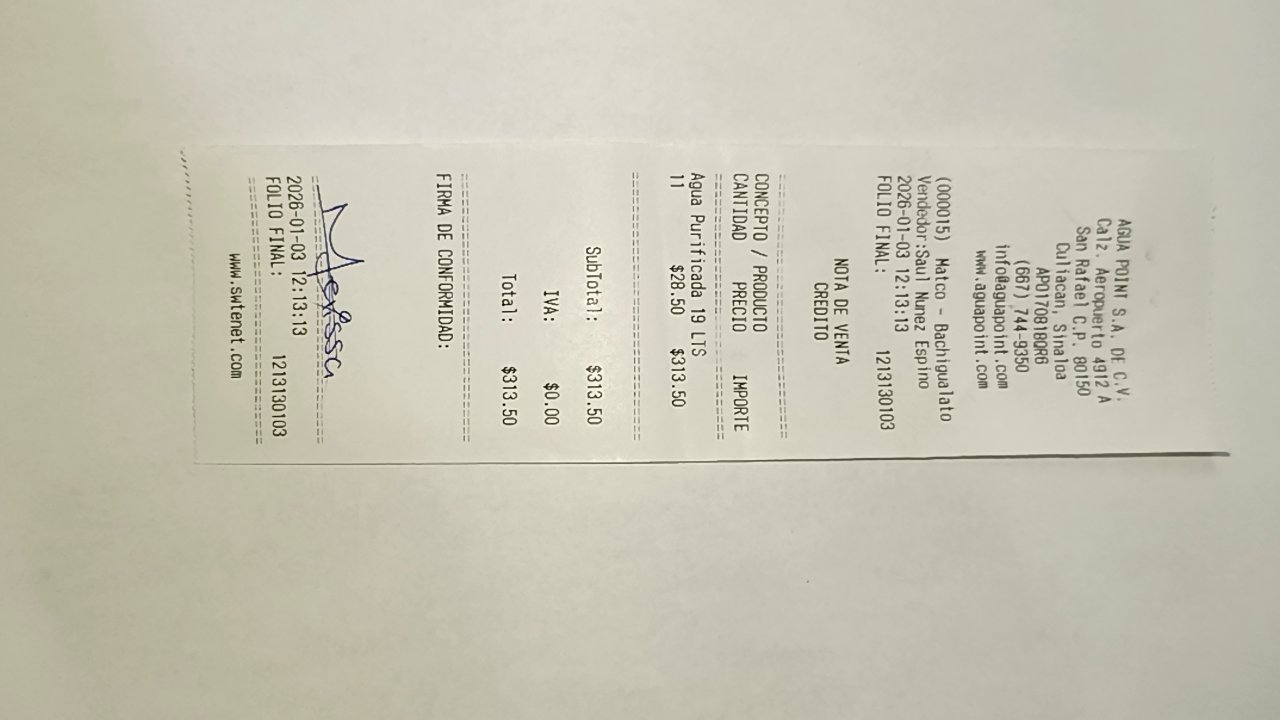 AGUA POINT S.A. DE C.V.
Calz. Aeropuerto 4912 A
San Rafael C.P. 80150
Culiacan, Sinaloa
APO170818QR6
(667) 744-9350
info@aguapoint.com
www.aguapoint.com
(000015) Matco - Bachigualato
Vendedor:Saul Nunez Espino
2026-01-03 12:13:13
FOLIO FINAL: 1213130103
NOTA DE VENTA
CREDITO
==============================
CONCEPTO / PRODUCTO
CANTIDAD PRECIO IMPORTE
==============================
Agua Purificada 19 LTS
11 $28.50 $313.50
==============================
SubTotal: $313.50
IVA: $0.00
Total: $313.50
==============================
FIRMA DE CONFORMIDAD:
==============================
2026-01-03 12:13:13
FOLIO FINAL: 1213130103
==============================
www.swtenet.com